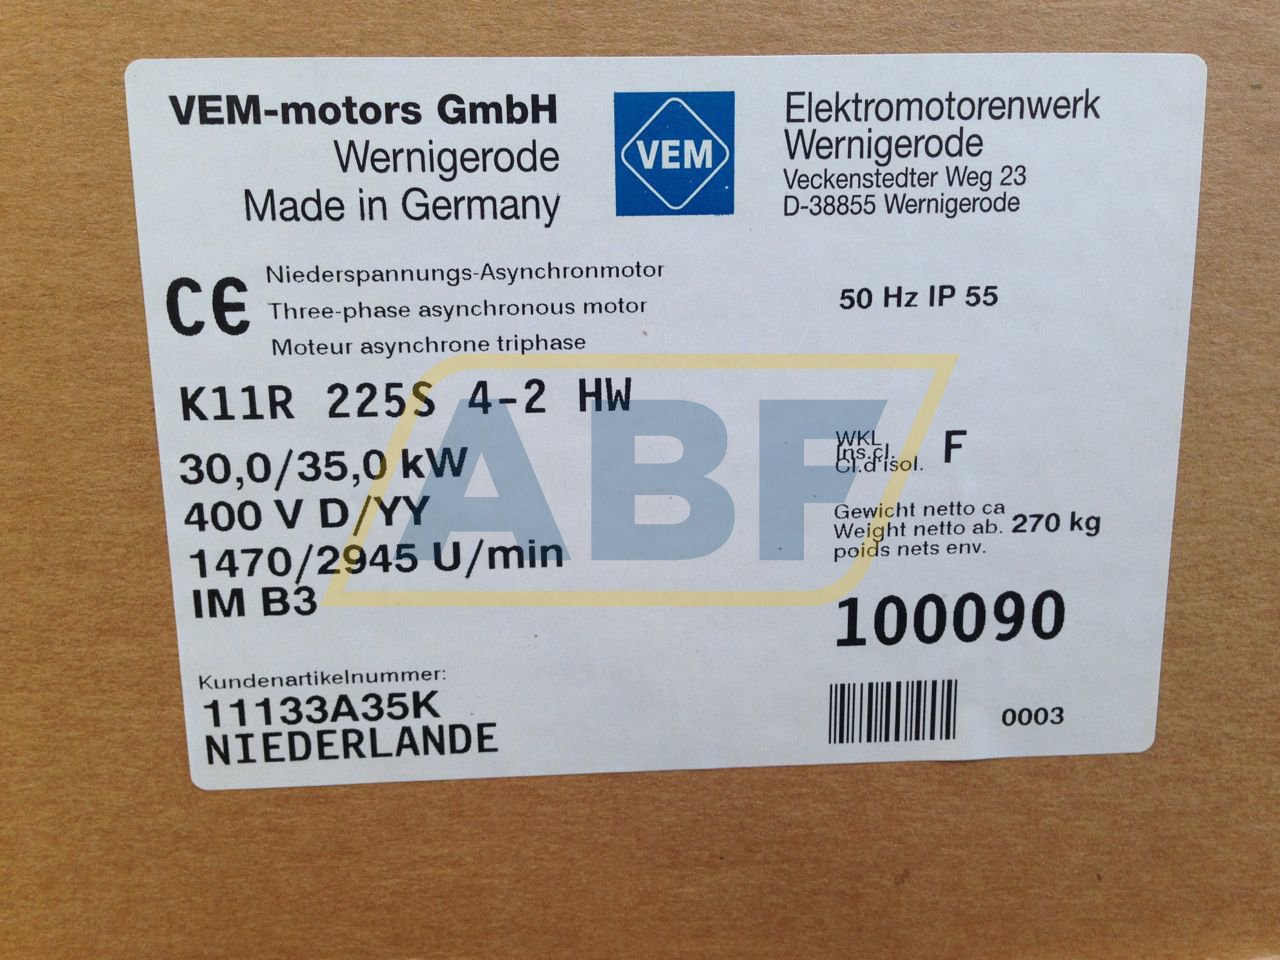 VEM-motors GmbH
Wernigerode
Made in Germany
VEM
Elektromotorenwerk
Wernigerode
Veckenstedter Weg 23
D-38855 Wernigerode
CE
Niederspannungs-Asynchronmotor
Three-phase asynchronous motor
Moteur asynchrone triphase
50 Hz IP 55
K11R 225S 4-2 HW
30,0/35,0 kW
400 V D/YY
1470/2945 U/min
IM B3
WKL
Ins.cl.
Cl.d'isol.
F
Gewicht netto ca
Weight netto ab. 270 kg
poids nets env.
100090
Kundenartikelnummer:
11133A35K
NIEDERLANDE
0003
ABF